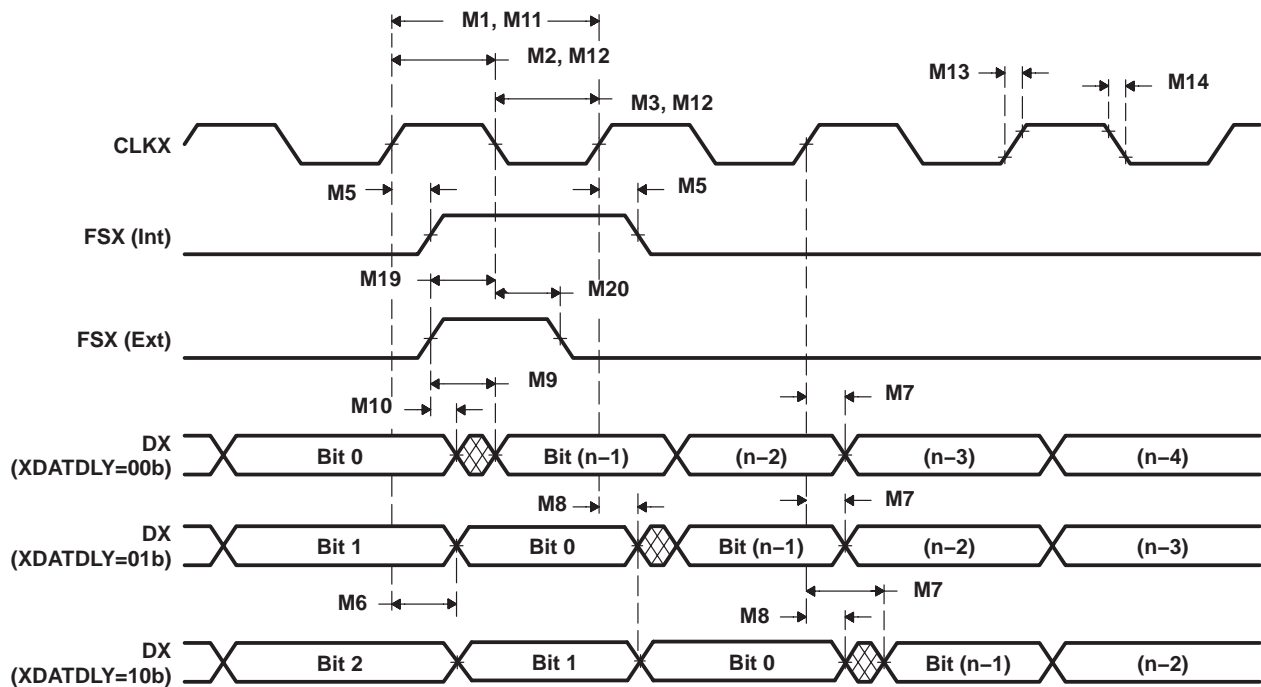 M1, M11
M2, M12
M13
M14
M3, M12
CLKX
M5
M5
FSX (Int)
M19
M20
FSX (Ext)
M9
M10
M7
DX
(XDATDLY=00b)
Bit 0
Bit (n−1)
(n−2)
(n−3)
(n−4)
M8
M7
DX
(XDATDLY=01b)
Bit 1
Bit 0
Bit (n−1)
(n−2)
(n−3)
M6
M7
M8
DX
(XDATDLY=10b)
Bit 2
Bit 1
Bit 0
Bit (n−1)
(n−2)